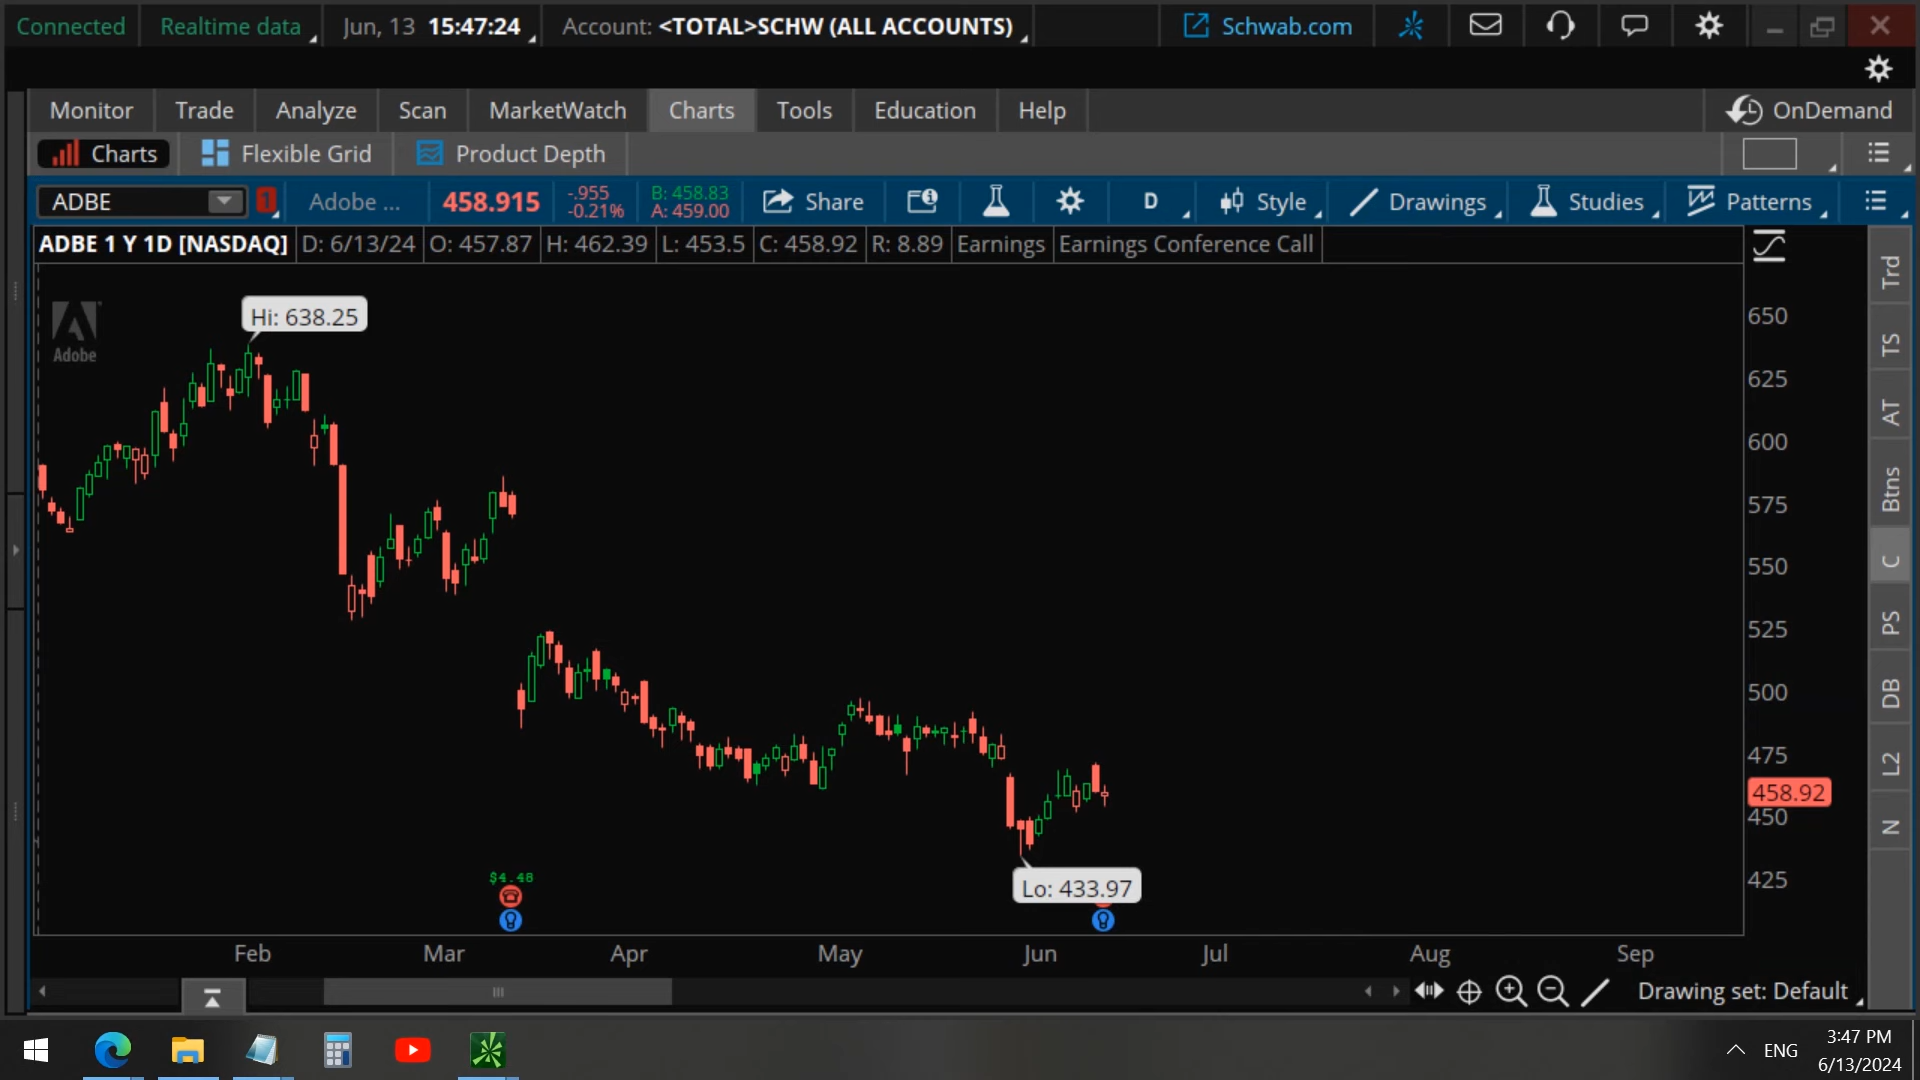 Connected Realtime data Jun, 13 15:47:24 Account: <TOTAL>SCHW (ALL ACCOUNTS) Schwab.com
Monitor Trade Analyze Scan MarketWatch Charts Tools Education Help OnDemand
Charts Flexible Grid Product Depth
ADBE 1 Adobe ... 458.915 -.955 B: 458.83 Share D Style Drawings Studies Patterns
-0.21% A: 459.00
ADBE 1 Y 1D [NASDAQ] D: 6/13/24 O: 457.87 H: 462.39 L: 453.5 C: 458.92 R: 8.89 Earnings Earnings Conference Call
Adobe
Hi: 638.25
Lo: 433.97
$4.48
650
625
600
575
550
525
500
475
458.92
450
425
Trd
TS
AT
Btns
C
PS
DB
L2
N
Feb Mar Apr May Jun Jul Aug Sep
Drawing set: Default
ENG 3:47 PM
6/13/2024